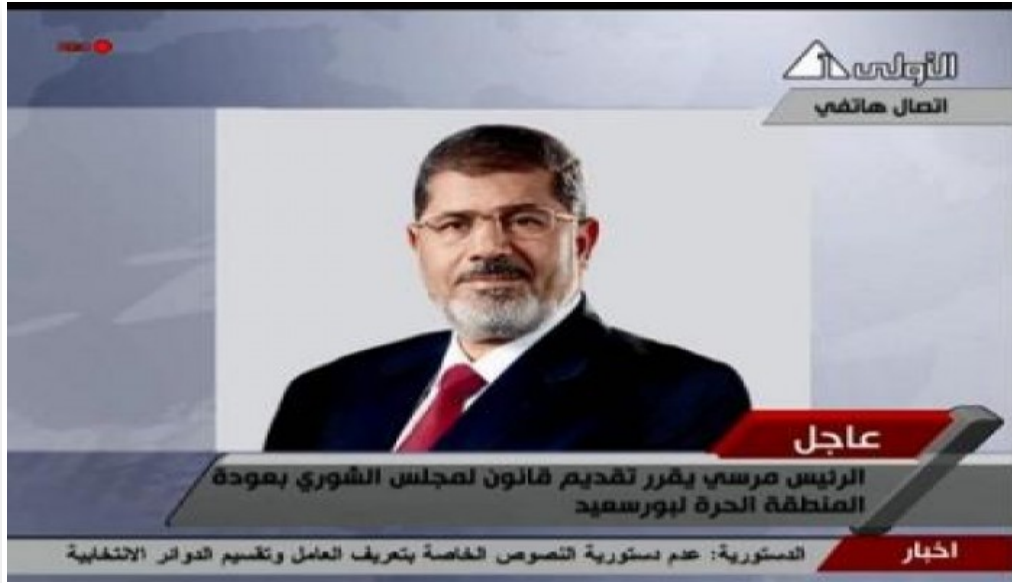 الأولى
اتصال هاتفي
عاجل
الرئيس مرسي يقرر تقديم قانون لمجلس الشوري بعودة
المنطقة الحرة لبورسعيد
اخبار
الدستورية: عدم دستورية النصوص الخاصة بتعريف العامل وتقسيم الدوائر الانتخابية